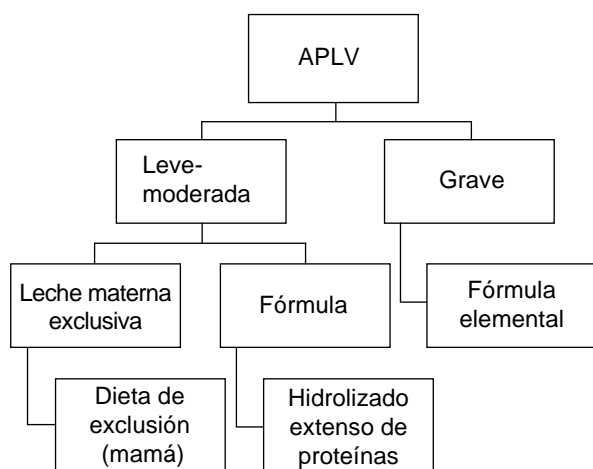 APLV
Leve-
moderada
Grave
Leche materna
exclusiva
Fórmula
Fórmula
elemental
Dieta de
exclusión
(mamá)
Hidrolizado
extenso de
proteínas